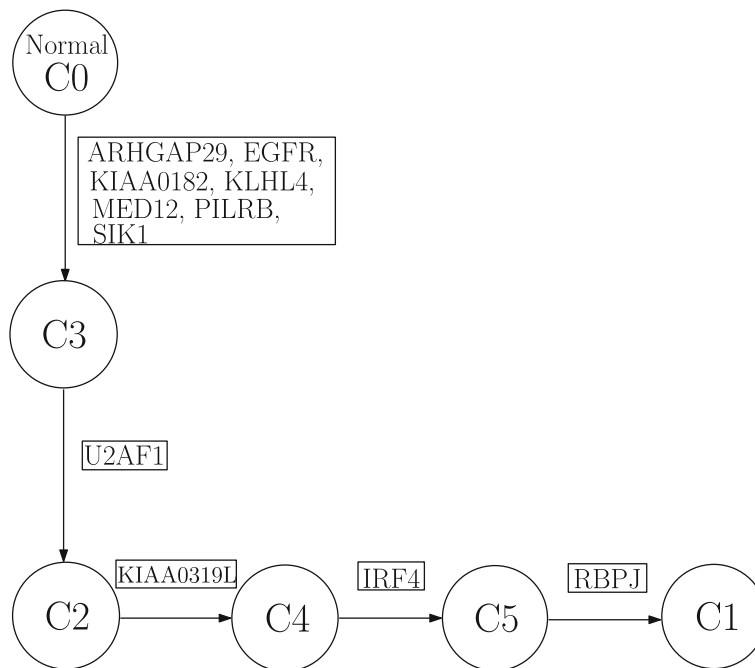 Normal
C0
ARHGAP29, EGFR,
KIAA0182, KLHL4,
MED12, PILRB,
SIK1
C3
U2AF1
C2
KIAA0319L
C4
IRF4
C5
RBPJ
C1